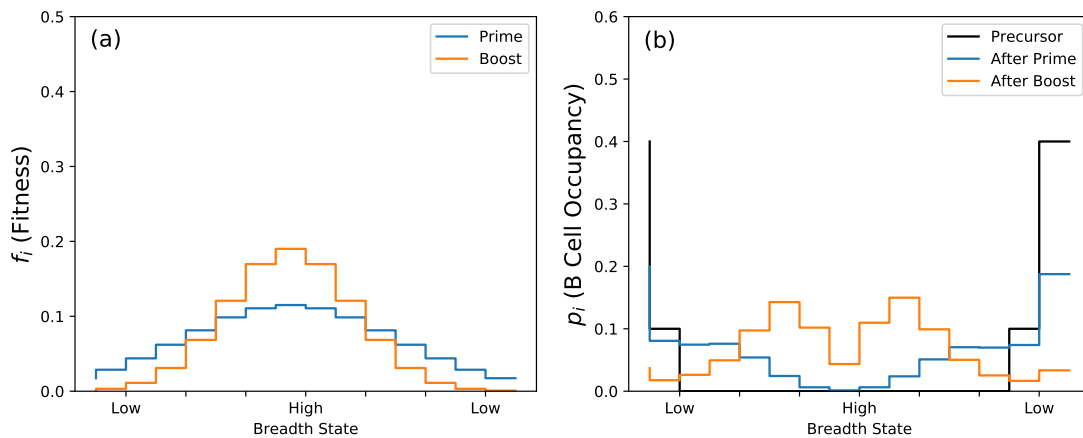 (a)
Prime
Boost
0.5
0.4
0.3
0.2
0.1
0.0
f_i (Fitness)
Low
High
Low
Breadth State
(b)
Precursor
After Prime
After Boost
0.6
0.5
0.4
0.3
0.2
0.1
0.0
p_i (B Cell Occupancy)
Low
High
Low
Breadth State